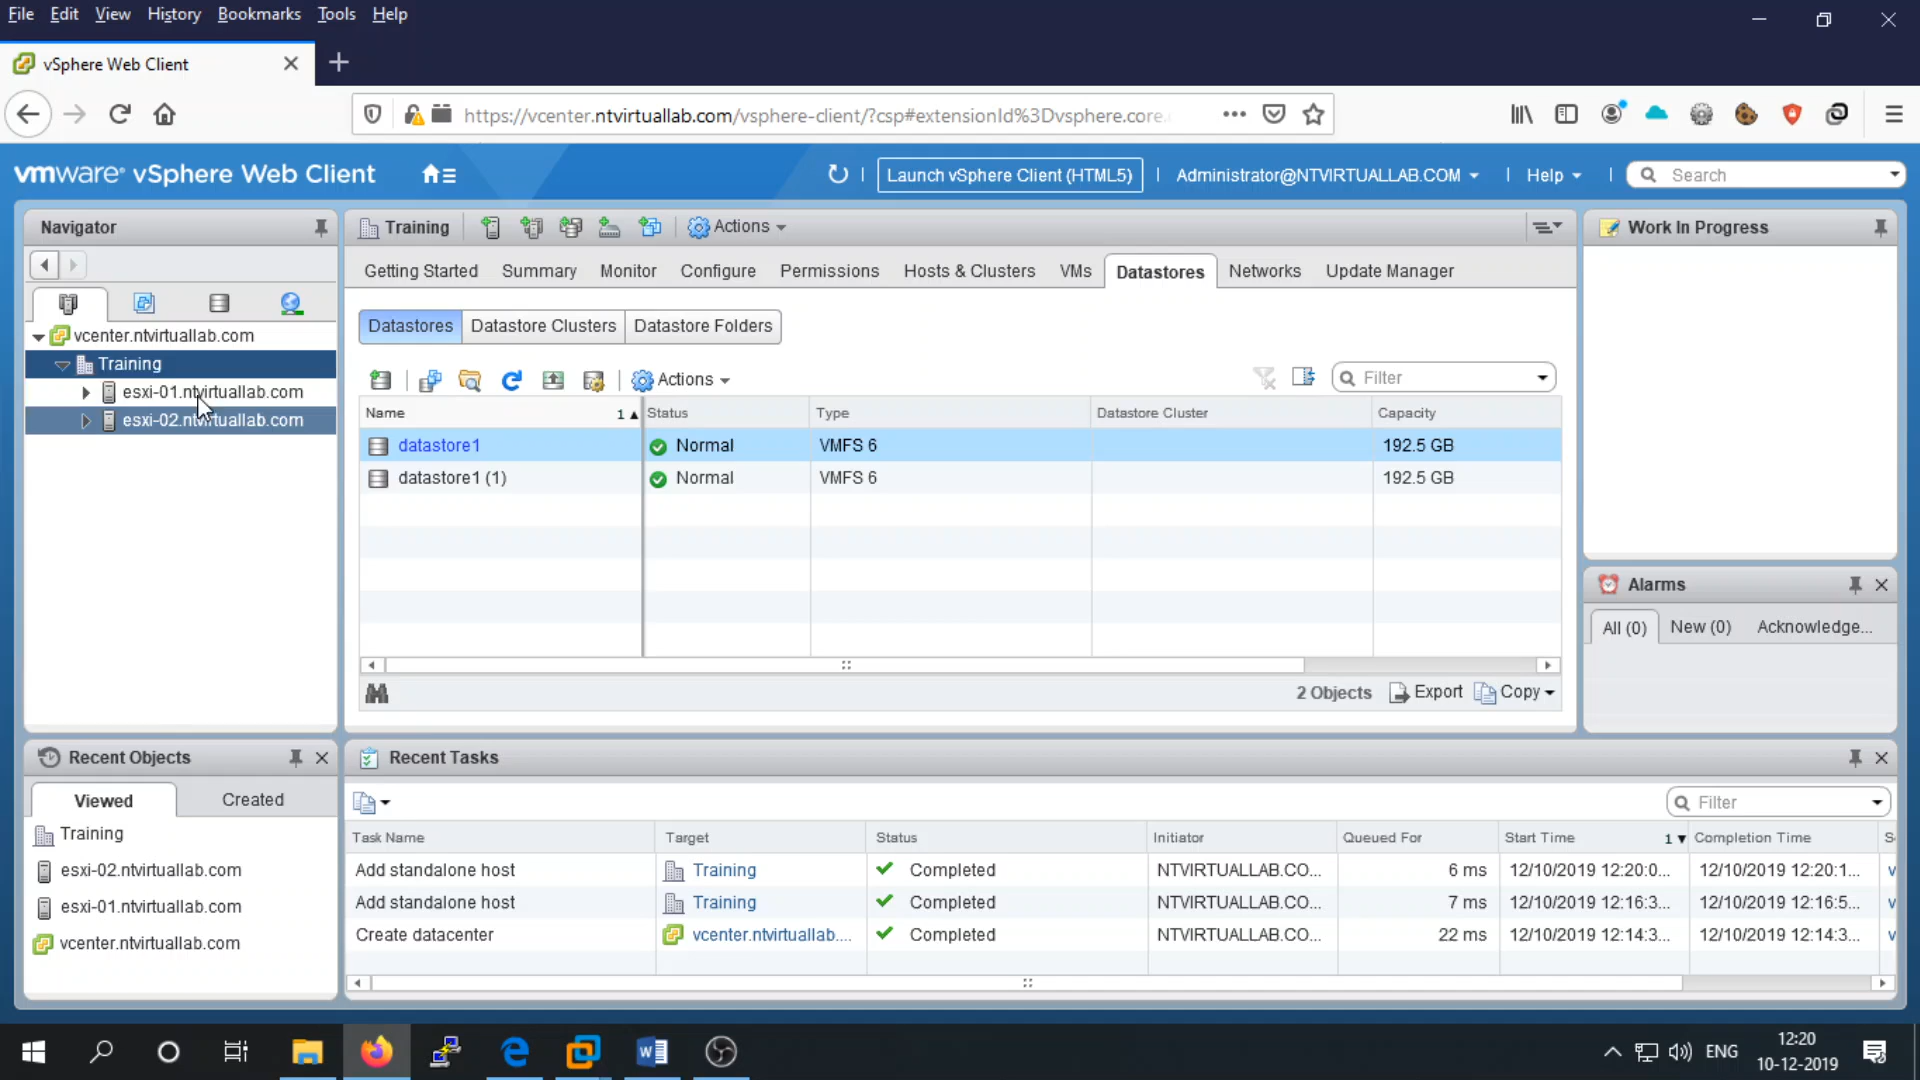 File Edit View History Bookmarks Tools Help
vSphere Web Client
https://vcenter.ntvirtuallab.com/vsphere-client/?csp#extensionId%3Dvsphere.core.
vmware® vSphere Web Client
Launch vSphere Client (HTML5)
Administrator@NTVIRTUALLAB.COM
Help
Search
Navigator
vcenter.ntvirtuallab.com
Training
esxi-01.ntvirtuallab.com
esxi-02.ntvirtuallab.com
Training
Actions
Getting Started Summary Monitor Configure Permissions Hosts & Clusters VMs Datastores Networks Update Manager
Datastores Datastore Clusters Datastore Folders
Actions
Filter
Name 1 Status Type Datastore Cluster Capacity
datastore1 Normal VMFS 6 192.5 GB
datastore1 (1) Normal VMFS 6 192.5 GB
2 Objects Export Copy
Work In Progress
Alarms
All (0) New (0) Acknowledge...
Recent Objects
Viewed Created
Training
esxi-02.ntvirtuallab.com
esxi-01.ntvirtuallab.com
vcenter.ntvirtuallab.com
Recent Tasks
Filter
Task Name Target Status Initiator Queued For Start Time 1 Completion Time S
Add standalone host Training Completed NTVIRTUALLAB.CO... 6 ms 12/10/2019 12:20:0... 12/10/2019 12:20:1... v
Add standalone host Training Completed NTVIRTUALLAB.CO... 7 ms 12/10/2019 12:16:3... 12/10/2019 12:16:5... v
Create datacenter vcenter.ntvirtuallab.... Completed NTVIRTUALLAB.CO... 22 ms 12/10/2019 12:14:3... 12/10/2019 12:14:3... v
ENG
12:20
10-12-2019